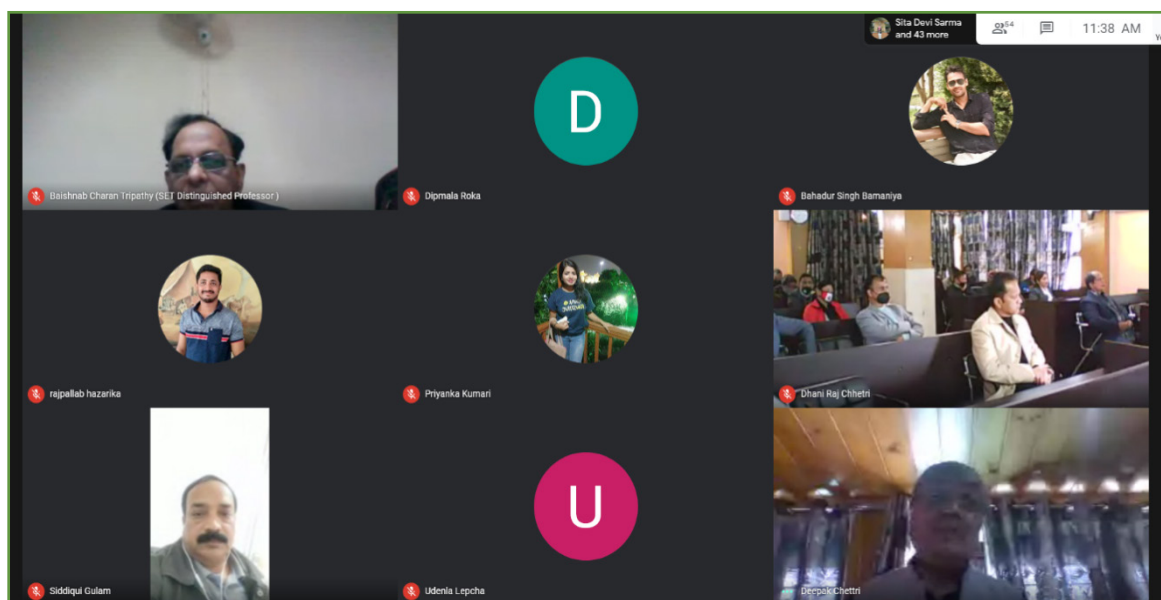 Sita Devi Sarma
and 43 more
54
11:38 AM
D
Baishnab Charan Tripathy (SET Distinguished Professor )
Dipmala Roka
Bahadur Singh Bamaniya
rajpallab hazarika
Priyanka Kumari
Dhani Raj Chhetri
U
Siddiqui Gulam
Udenla Lepcha
Deepak Chettri